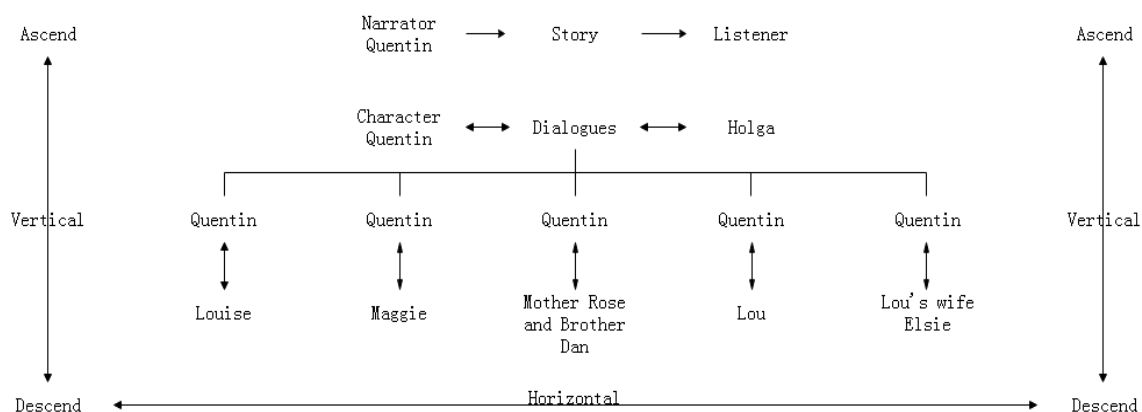 Ascend
Narrator
Quentin
Story
Listener
Ascend
Character
Quentin
Dialogues
Holga
Vertical
Quentin
Quentin
Quentin
Quentin
Quentin
Vertical
Louise
Maggie
Mother Rose
and Brother
Dan
Lou
Lou's wife
Elsie
Descend
Horizontal
Descend